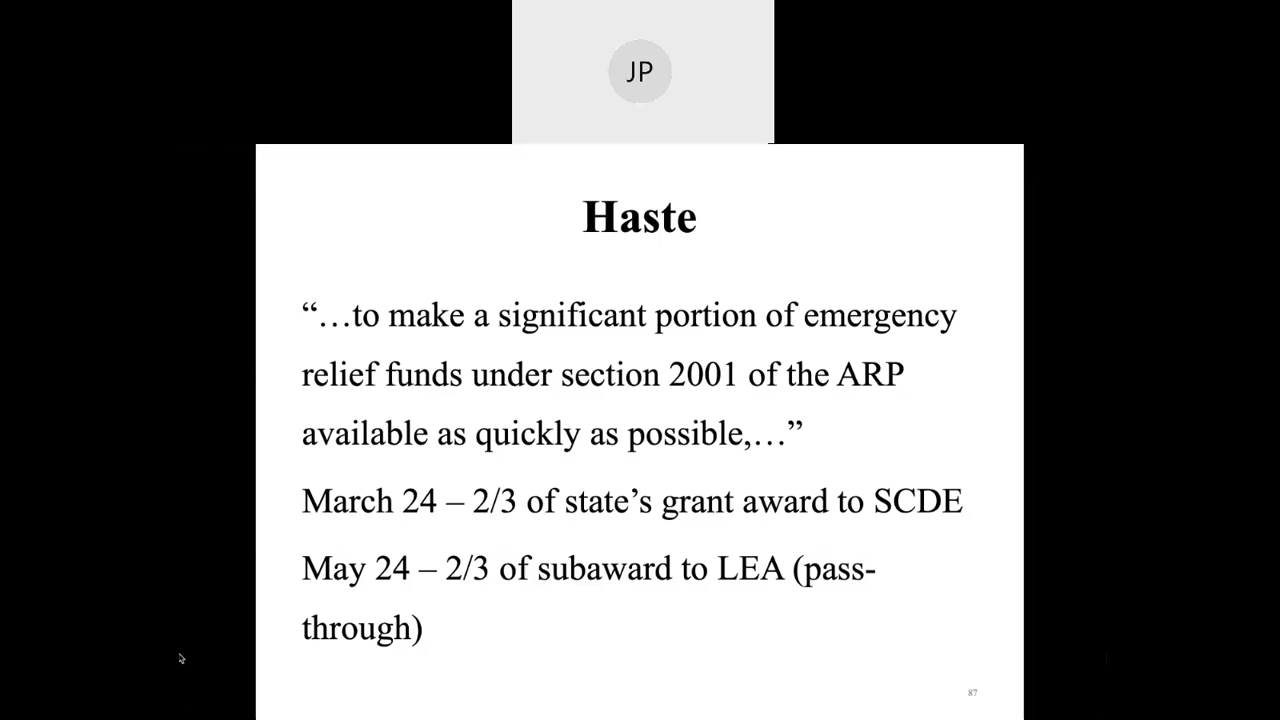 JP
Haste
“…to make a significant portion of emergency
relief funds under section 2001 of the ARP
available as quickly as possible,…”
March 24 – 2/3 of state’s grant award to SCDE
May 24 – 2/3 of subaward to LEA (pass-
through)
87